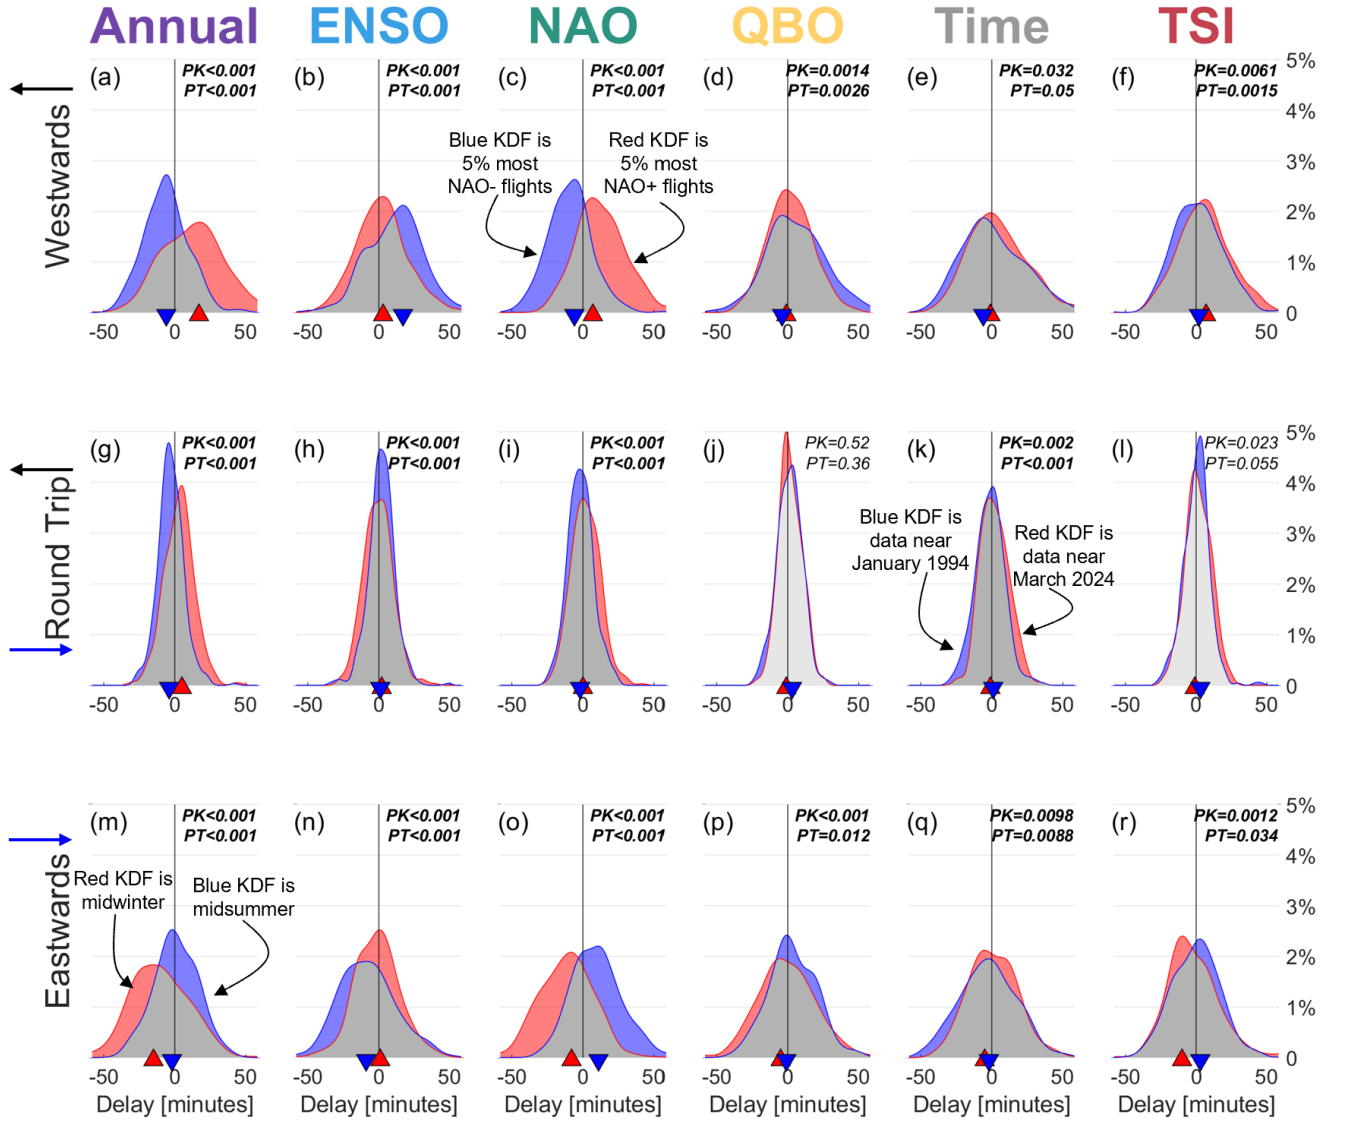 Annual ENSO NAO QBO Time TSI
Westwards
(a) PK<0.001
PT<0.001
(b) PK<0.001
PT<0.001
(c) PK<0.001
PT<0.001
(d) PK=0.0014
PT=0.0026
(e) PK=0.032
PT=0.05
(f) PK=0.0061
PT=0.0015
5%
4%
3%
2%
1%
0
Blue KDF is
5% most
NAO- flights
Red KDF is
5% most
NAO+ flights
-50 0 50 -50 0 50 -50 0 50 -50 0 50 -50 0 50 -50 0 50
Round Trip
(g) PK<0.001
PT<0.001
(h) PK<0.001
PT<0.001
(i) PK<0.001
PT<0.001
(j) PK=0.52
PT=0.36
(k) PK=0.002
PT<0.001
(l) PK=0.023
PT=0.055
5%
4%
3%
2%
1%
0
Blue KDF is
data near
January 1994
Red KDF is
data near
March 2024
-50 0 50 -50 0 50 -50 0 50 -50 0 50 -50 0 50 -50 0 50
Eastwards
(m) PK<0.001
PT<0.001
(n) PK<0.001
PT<0.001
(o) PK<0.001
PT<0.001
(p) PK<0.001
PT=0.012
(q) PK=0.0098
PT=0.0088
(r) PK=0.0012
PT=0.034
5%
4%
3%
2%
1%
0
Red KDF is
midwinter
Blue KDF is
midsummer
-50 0 50 -50 0 50 -50 0 50 -50 0 50 -50 0 50 -50 0 50
Delay [minutes] Delay [minutes] Delay [minutes] Delay [minutes] Delay [minutes] Delay [minutes]